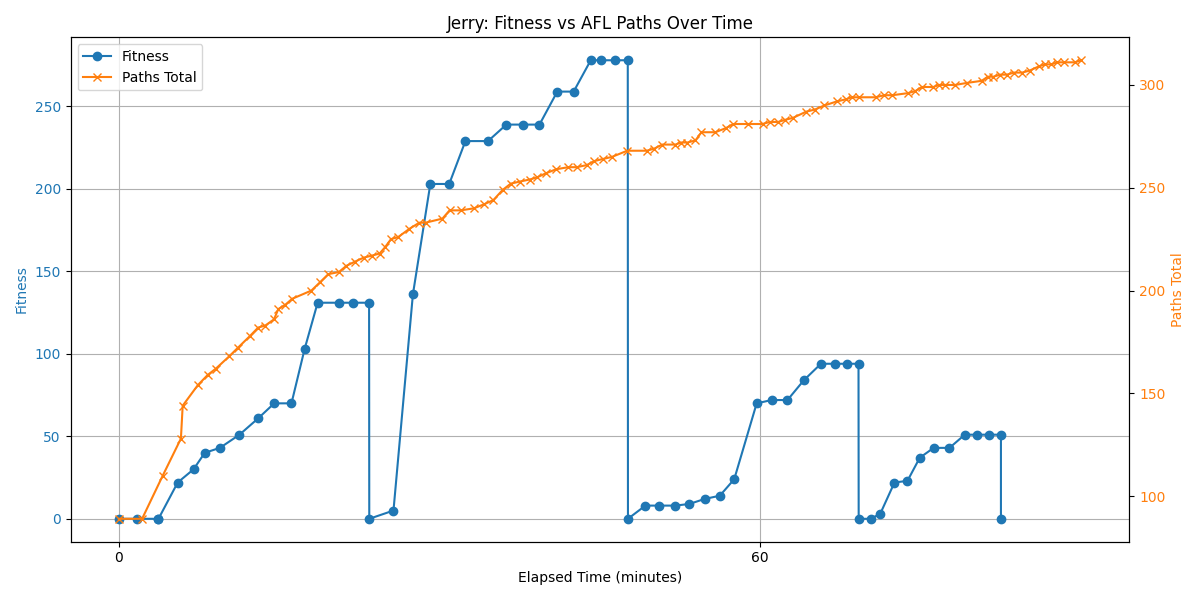 Jerry: Fitness vs AFL Paths Over Time
Fitness
Paths Total
250
200
150
100
50
0
Fitness
300
250
200
150
100
Paths Total
0
60
Elapsed Time (minutes)